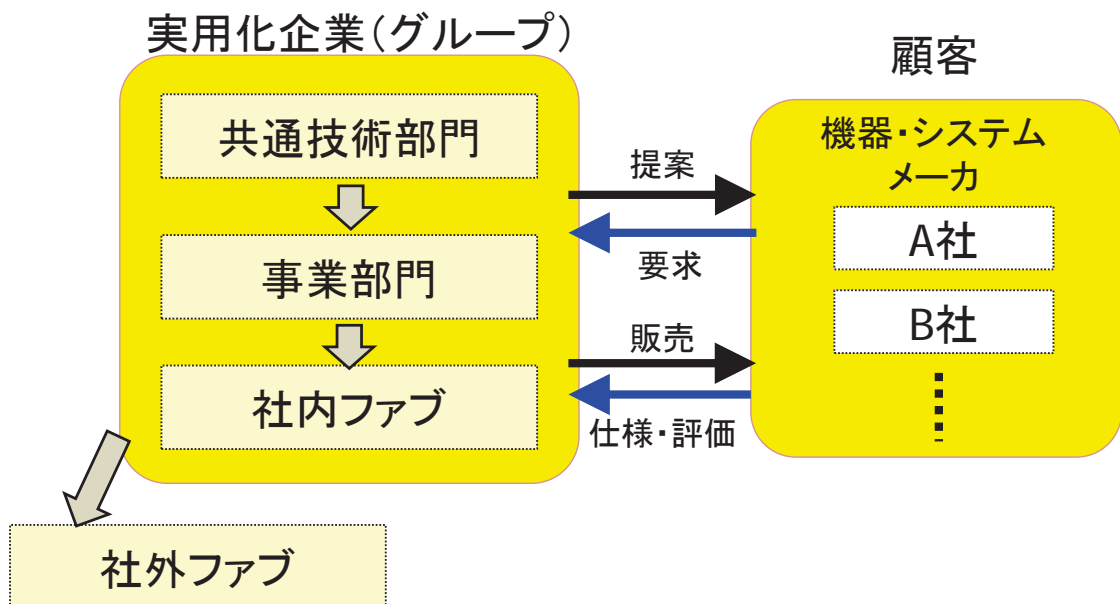 実用化企業(グループ)
共通技術部門
事業部門
社内ファブ
社外ファブ
提案
要求
販売
仕様・評価
顧客
機器・システム
メーカ
A社
B社